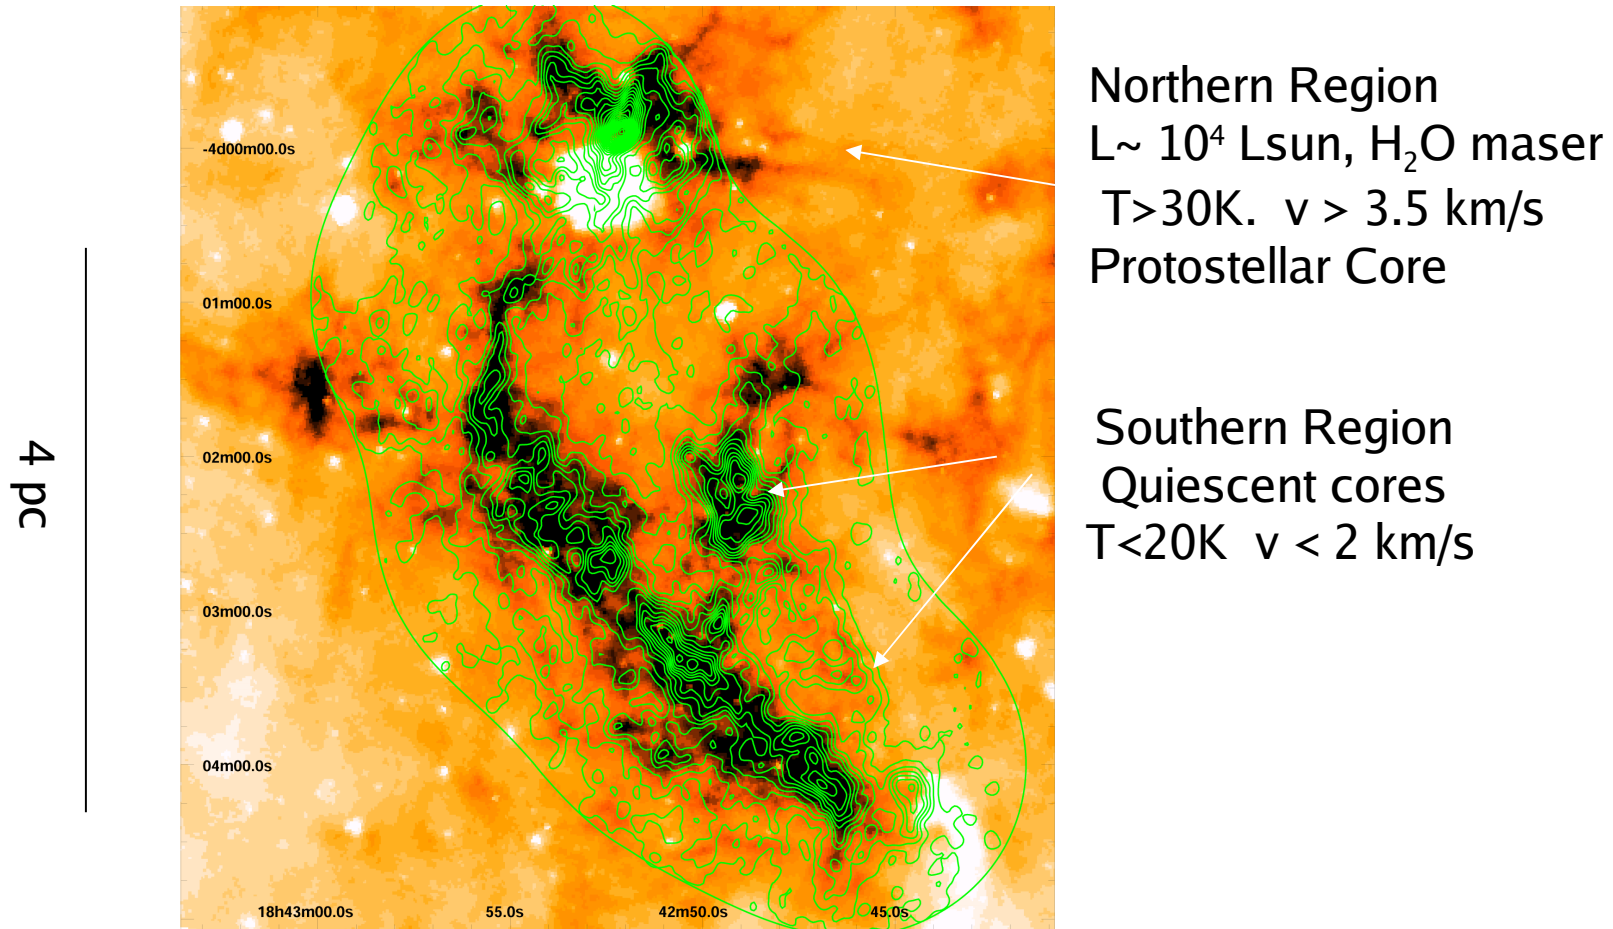 Northern Region
L~ 10⁴ Lsun, H₂O maser
T>30K. v > 3.5 km/s
Protostellar Core
Southern Region
Quiescent cores
T<20K v < 2 km/s
4 pc
-4d00m00.0s
01m00.0s
02m00.0s
03m00.0s
04m00.0s
18h43m00.0s 55.0s 42m50.0s 45.0s